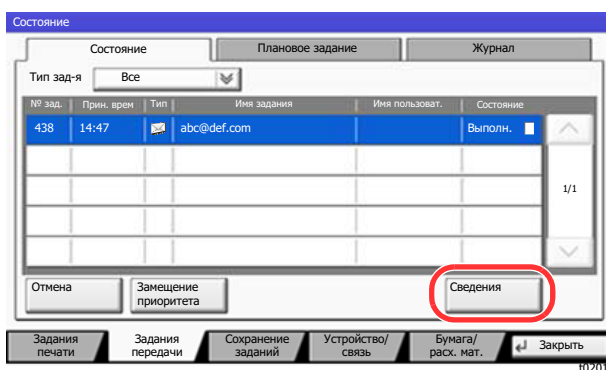 Состояние
Состояние Плановое задание Журнал
Тип зад-я Все
№ зад. Прин. врем Тип Имя задания Имя пользоват. Состояние
438 14:47 abc@def.com Выполн.
1/1
Отмена Замещение приоритета Сведения
Задания печати Задания передачи Сохранение заданий Устройство/связь Бумага/расх. мат. Закрыть
f0201